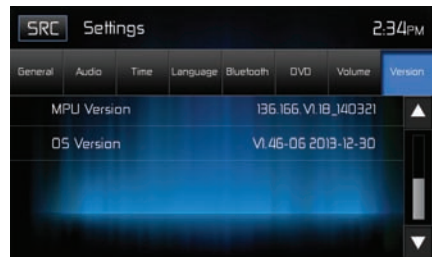 SRC Settings 2:34PM
General Audio Time Language Bluetooth DVD Volume Version
MPU Version 136.166.V1.18_140321
OS Version V1.46-06 2013-12-30